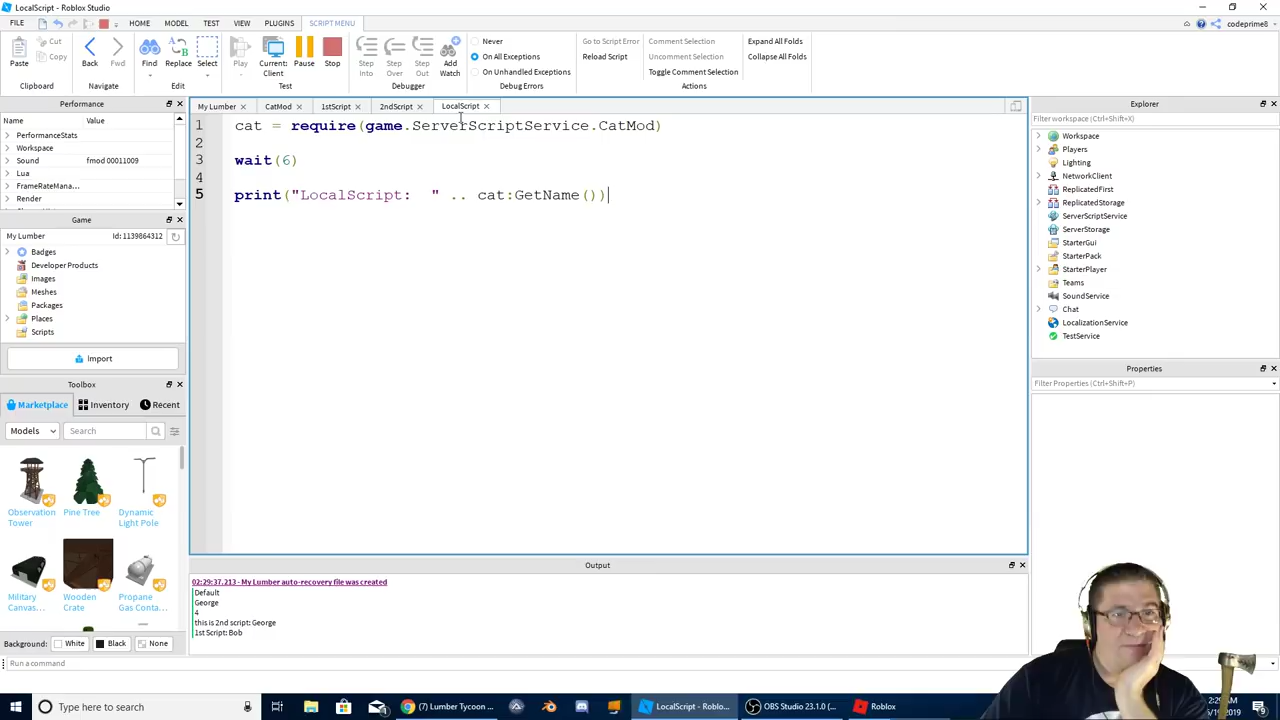 LocalScript - Roblox Studio
FILE HOME MODEL TEST VIEW PLUGINS SCRIPT MENU codeprime8
Paste Cut Copy Clipboard
Back Fwd Navigate
Find Replace Select Edit
Play Current: Client Pause Stop Test
Step Into Step Over Step Out Add Watch Debugger
Never
On All Exceptions
On Unhandled Exceptions
Debug Errors
Go to Script Error
Reload Script
Comment Selection
Uncomment Selection
Toggle Comment Selection
Actions
Expand All Folds
Collapse All Folds
Performance
Name Value
PerformanceStats
Workspace
Sound fmod 00011009
Lua
FrameRateMana...
Render
Game
My Lumber Id: 1139864312
Badges
Developer Products
Images
Meshes
Packages
Places
Scripts
Import
Toolbox
Marketplace Inventory Recent
Models Search
Observation Tower
Pine Tree
Dynamic Light Pole
Military Canvas...
Wooden Crate
Propane Gas Conta...
Background: White Black None
My Lumber CatMod 1stScript 2ndScript LocalScript
1 cat = require(game.ServerScriptService.CatMod)
2
3 wait(6)
4
5 print("LocalScript:  " .. cat:GetName())
Output
02:29:37.213 - My Lumber auto-recovery file was created
Default
George
4
this is 2nd script: George
1st Script: Bob
Run a command
Explorer
Filter workspace (Ctrl+Shift+X)
Workspace
Players
Lighting
NetworkClient
ReplicatedFirst
ReplicatedStorage
ServerScriptService
ServerStorage
StarterGui
StarterPack
StarterPlayer
Teams
SoundService
Chat
LocalizationService
TestService
Properties
Filter Properties (Ctrl+Shift+P)
Type here to search
(7) Lumber Tycoon ...
LocalScript - Roblo...
OBS Studio 23.1.0 (...
Roblox